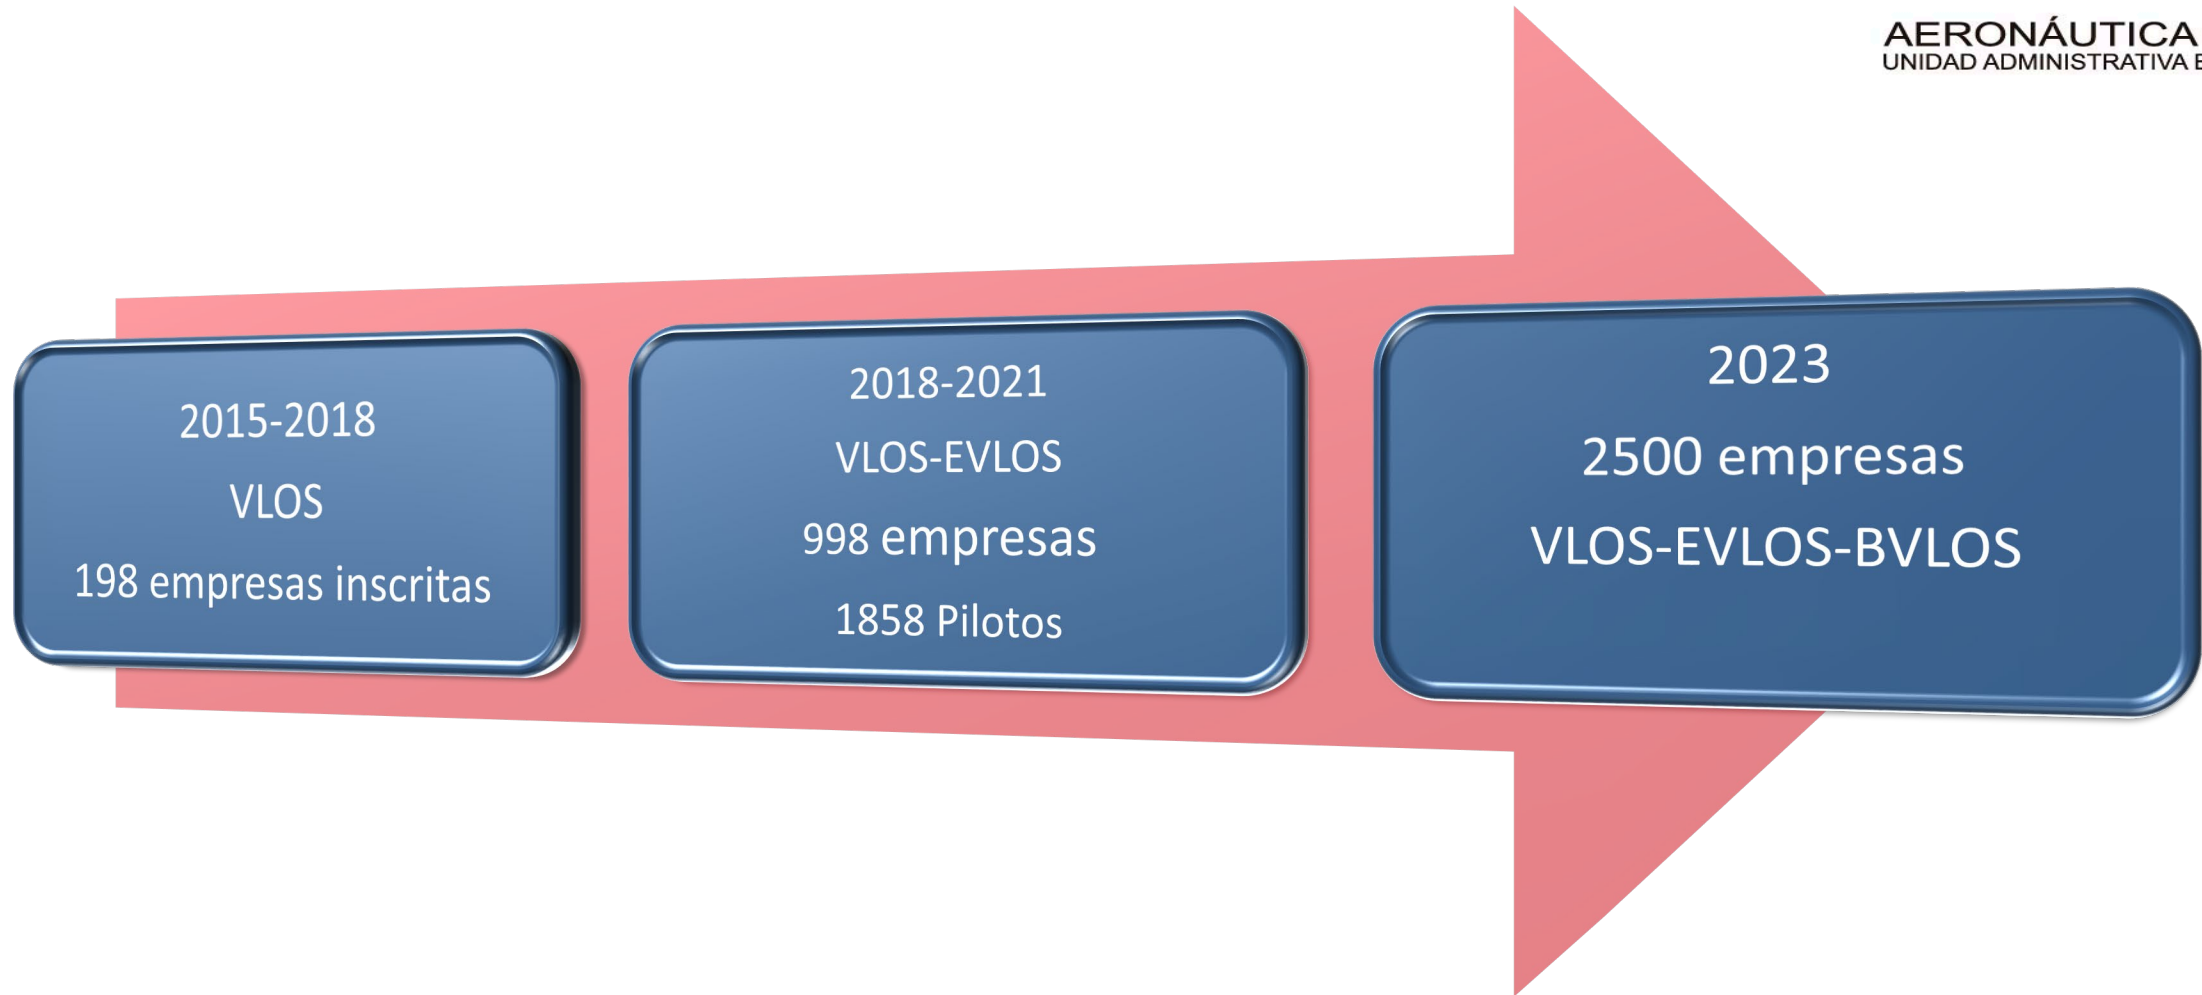 AERONÁUTICA
UNIDAD ADMINISTRATIVA E
2015-2018
VLOS
198 empresas inscritas
2018-2021
VLOS-EVLOS
998 empresas
1858 Pilotos
2023
2500 empresas
VLOS-EVLOS-BVLOS